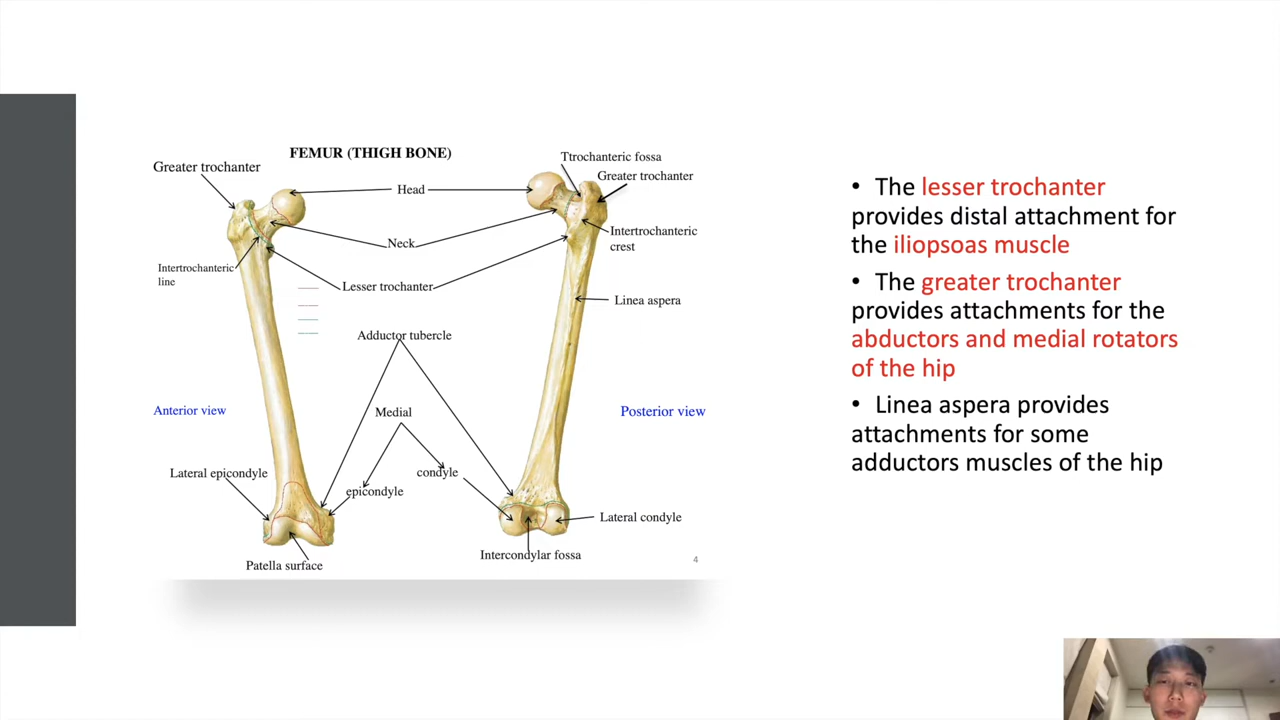 FEMUR (THIGH BONE)
Greater trochanter
Head
Neck
Intertrochanteric
line
Lesser trochanter
Adductor tubercle
Anterior view
Medial
Lateral epicondyle
condyle
epicondyle
Patella surface
Ttrochanteric fossa
Greater trochanter
Intertrochanteric
crest
Linea aspera
Posterior view
Lateral condyle
Intercondylar fossa
4
• The lesser trochanter
provides distal attachment for
the iliopsoas muscle
• The greater trochanter
provides attachments for the
abductors and medial rotators
of the hip
• Linea aspera provides
attachments for some
adductors muscles of the hip